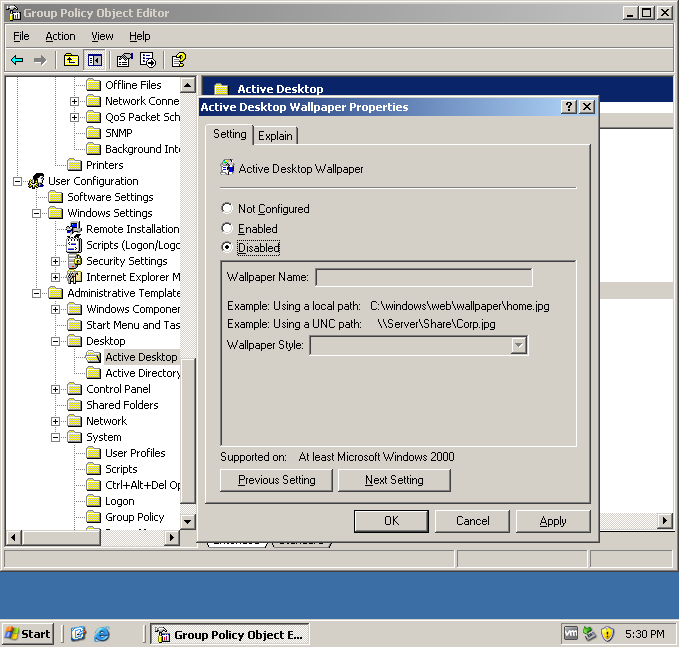 Group Policy Object Editor
File Action View Help
Offline Files
Network Conne
QoS Packet Sch
SNMP
Background Int
Printers
User Configuration
Software Settings
Windows Settings
Remote Installation
Scripts (Logon/Logo
Security Settings
Internet Explorer M
Administrative Template
Windows Componer
Start Menu and Tas
Desktop
Active Desktop
Active Directory
Control Panel
Shared Folders
Network
System
User Profiles
Scripts
Ctrl+Alt+Del Op
Logon
Group Policy
Active Desktop
Active Desktop Wallpaper Properties
Setting Explain
Active Desktop Wallpaper
Not Configured
Enabled
Disabled
Wallpaper Name:
Example: Using a local path: C:\windows\web\wallpaper\home.jpg
Example: Using a UNC path: \\Server\Share\Corp.jpg
Wallpaper Style:
Supported on: At least Microsoft Windows 2000
Previous Setting Next Setting
OK Cancel Apply
Start Group Policy Object E... 5:30 PM